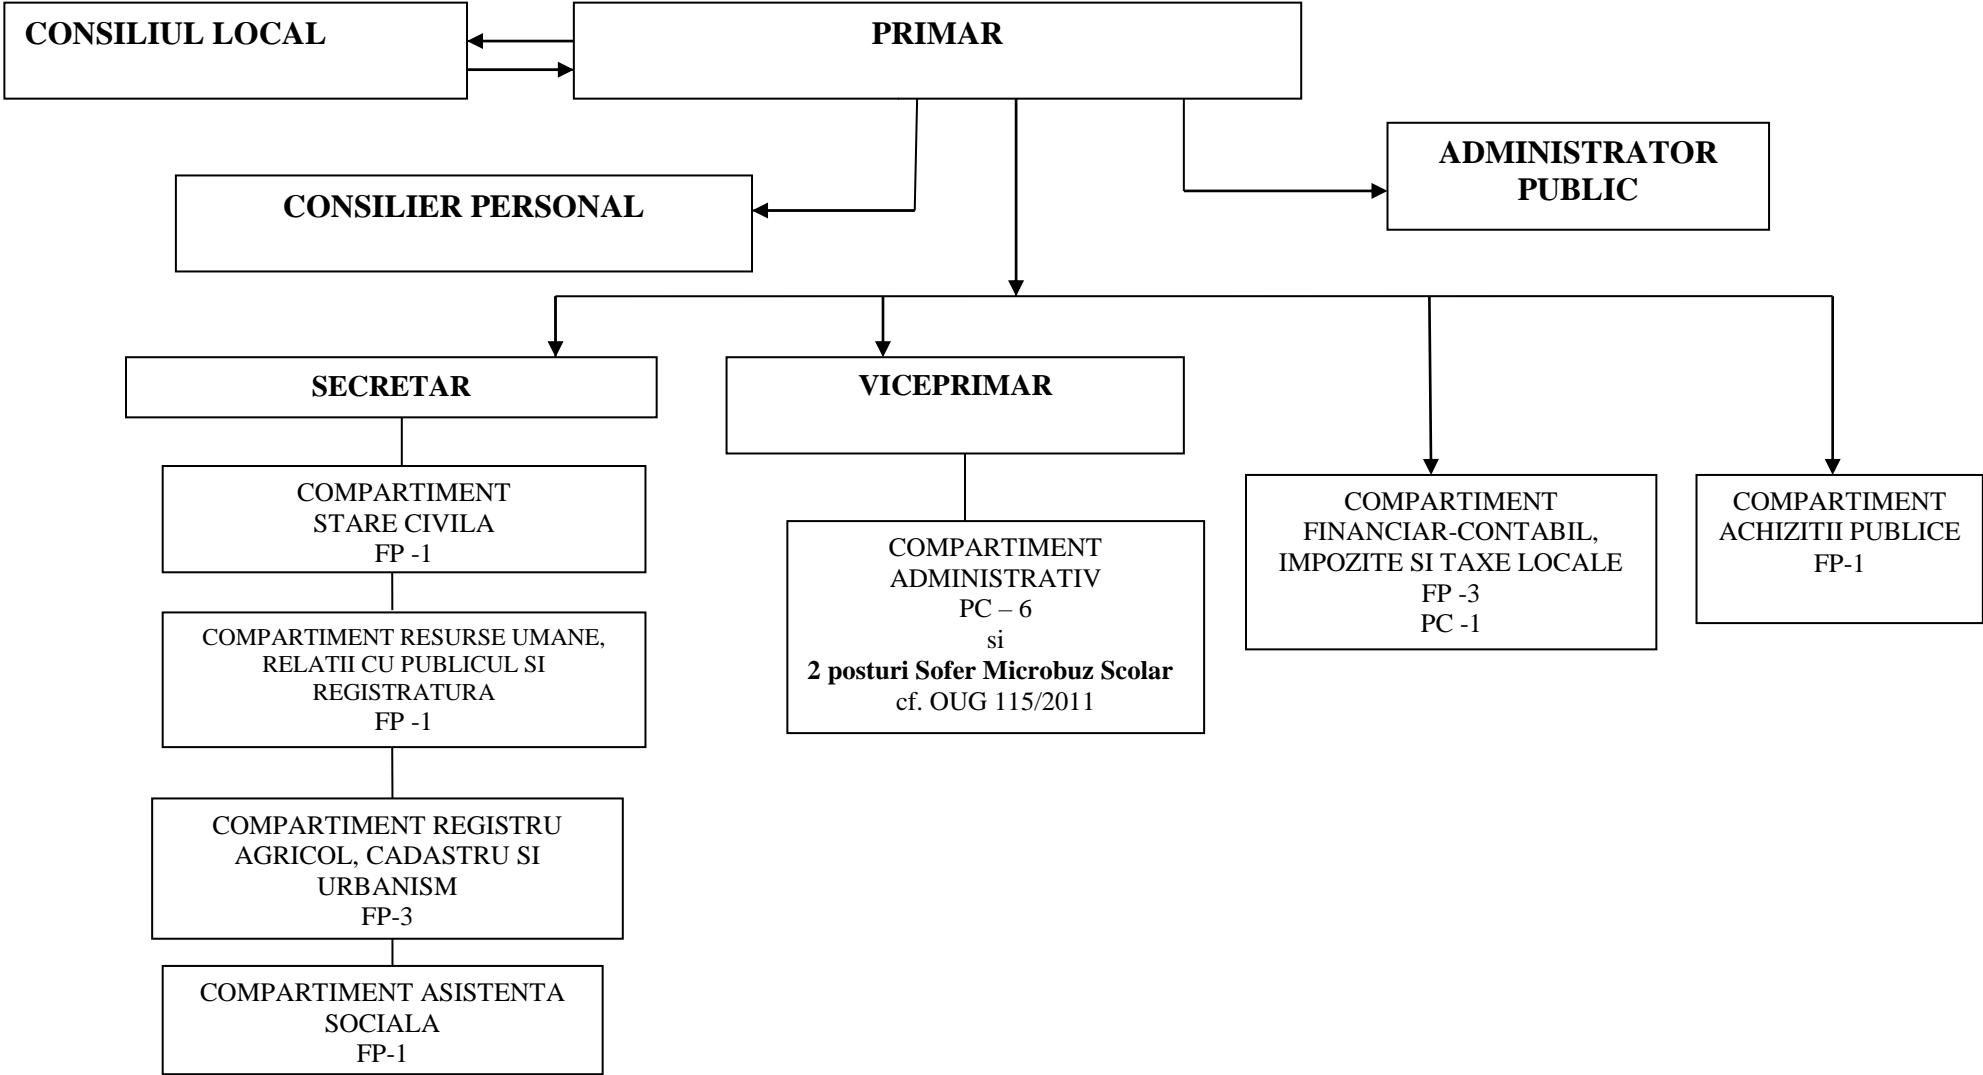 CONSILIUL LOCAL
PRIMAR
ADMINISTRATOR
PUBLIC
CONSILIER PERSONAL
SECRETAR
VICEPRIMAR
COMPARTIMENT
STARE CIVILA
FP -1
COMPARTIMENT RESURSE UMANE,
RELATII CU PUBLICUL SI
REGISTRATURA
FP -1
COMPARTIMENT REGISTRU
AGRICOL, CADASTRU SI
URBANISM
FP-3
COMPARTIMENT ASISTENTA
SOCIALA
FP-1
COMPARTIMENT
ADMINISTRATIV
PC – 6
si
2 posturi Sofer Microbuz Scolar
cf. OUG 115/2011
COMPARTIMENT
FINANCIAR-CONTABIL,
IMPOZITE SI TAXE LOCALE
FP -3
PC -1
COMPARTIMENT
ACHIZITII PUBLICE
FP-1